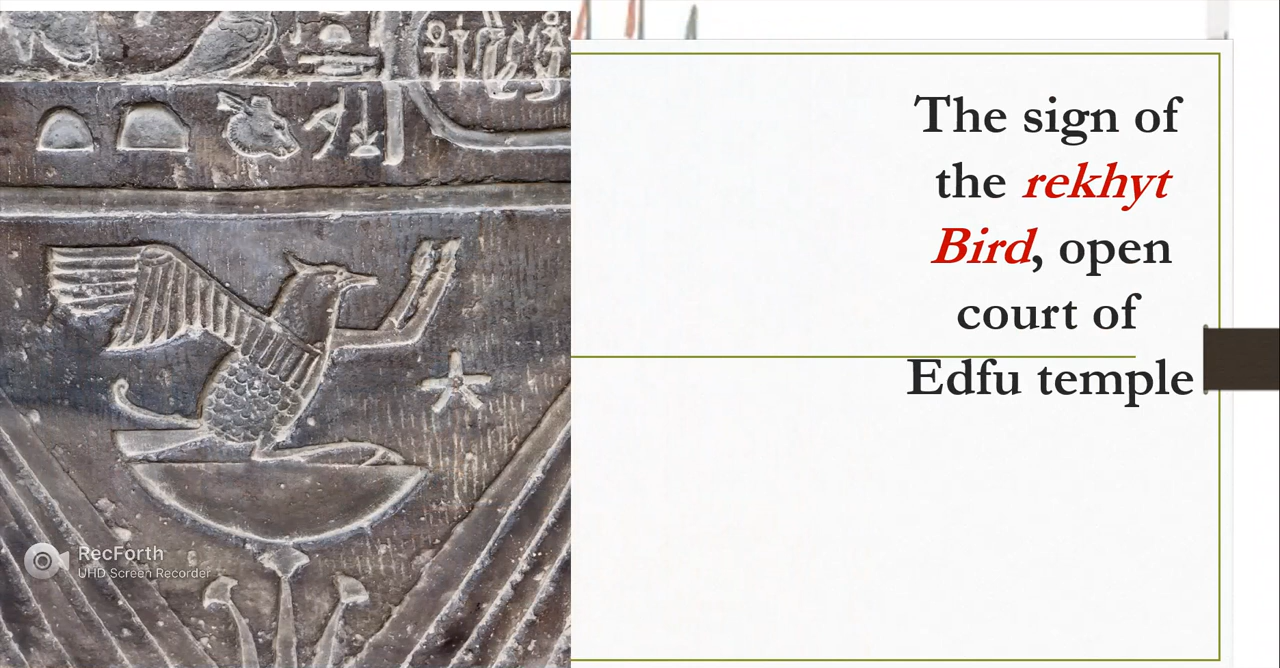 The sign of
the rekhyt
Bird, open
court of
Edfu temple
RecForth
UHD Screen Recorder